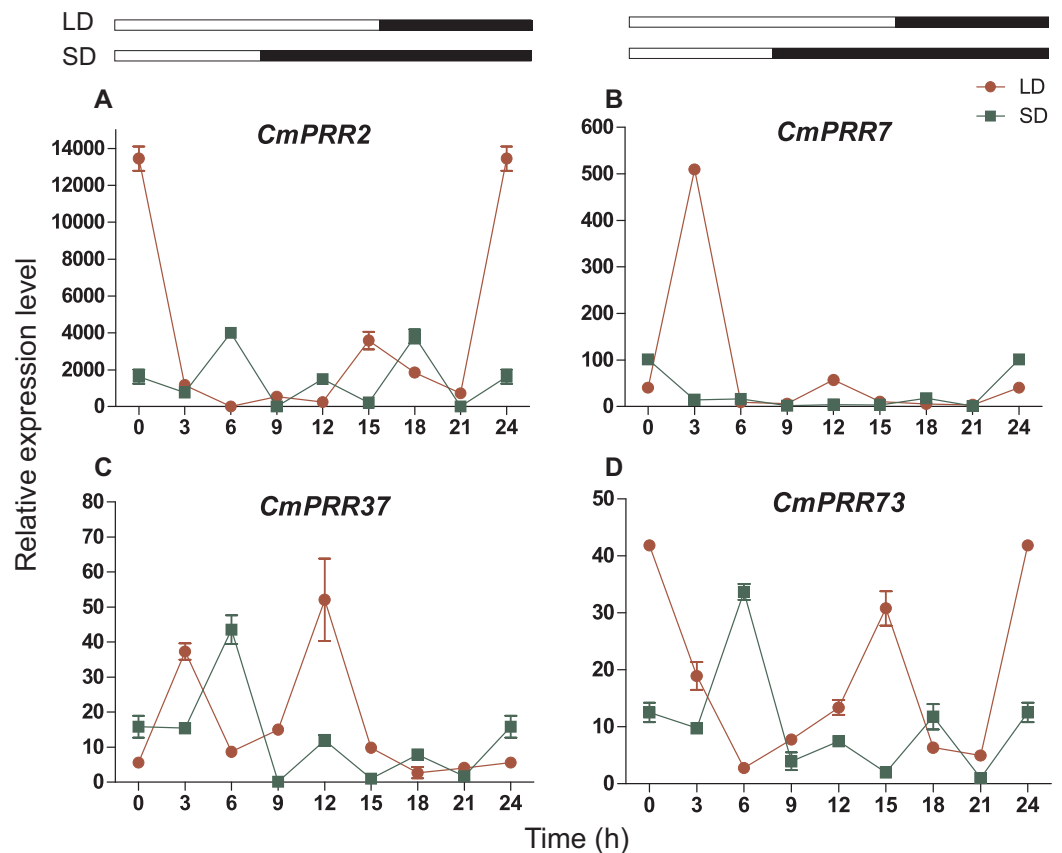 LD
SD
LD
SD
A
CmPRR2
14000
12000
10000
8000
6000
4000
2000
0
0 3 6 9 12 15 18 21 24
B
CmPRR7
600
500
400
300
200
100
0
0 3 6 9 12 15 18 21 24
C
CmPRR37
80
70
60
50
40
30
20
10
0
0 3 6 9 12 15 18 21 24
D
CmPRR73
50
40
30
20
10
0
0 3 6 9 12 15 18 21 24
Relative expression level
Time (h)